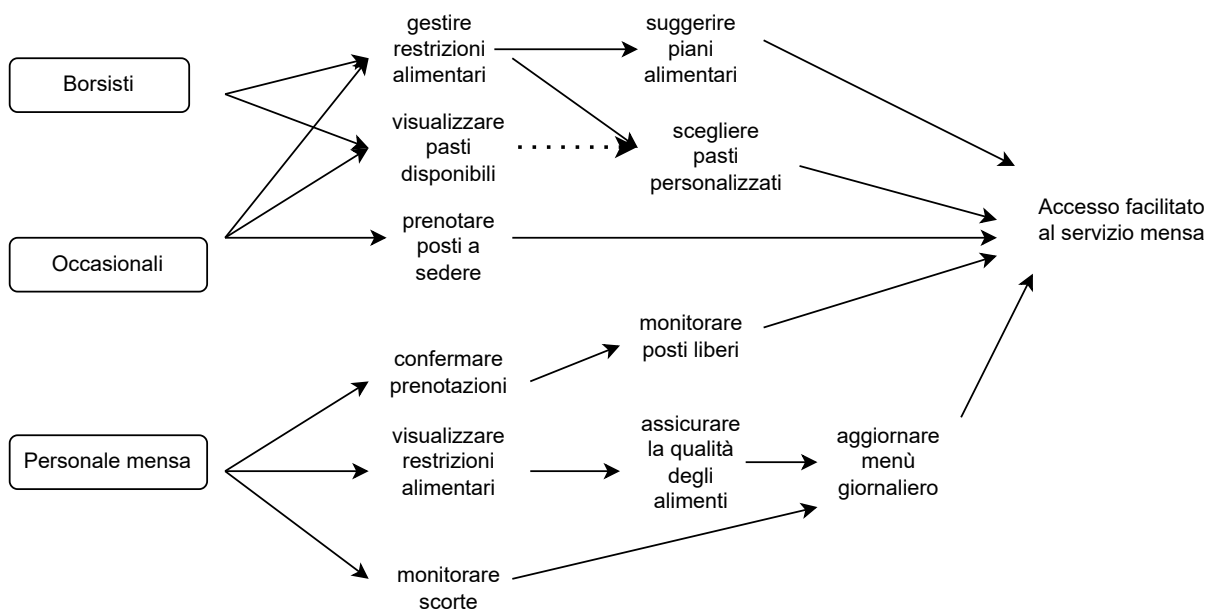 Borsisti
Occasionali
Personale mensa
gestire
restrizioni
alimentari
visualizzare
pasti
disponibili
prenotare
posti a
sedere
confermare
prenotazioni
visualizzare
restrizioni
alimentari
monitorare
scorte
suggerire
piani
alimentari
scegliere
pasti
personalizzati
monitorare
posti liberi
assicurare
la qualità
degli
alimenti
aggiornare
menù
giornaliero
Accesso facilitato
al servizio mensa